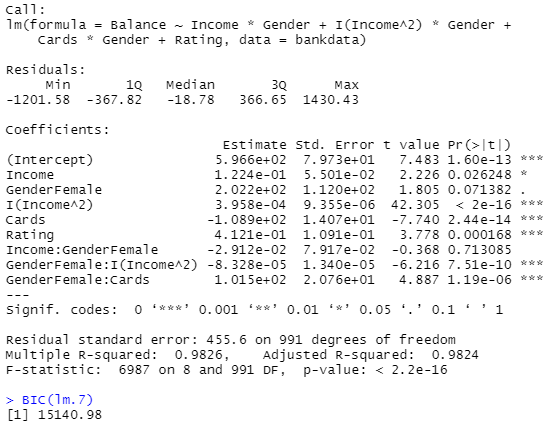 Call:
lm(formula = Balance ~ Income * Gender + I(Income^2) * Gender +
    Cards * Gender + Rating, data = bankdata)
Residuals:
     Min       1Q   Median       3Q      Max
-1201.58  -367.82   -18.78   366.65  1430.43
Coefficients:
                           Estimate Std. Error t value Pr(>|t|)
(Intercept)               5.966e+02  7.973e+01   7.483 1.60e-13 ***
Income                    1.224e-01  5.501e-02   2.226 0.026248 *
GenderFemale              2.022e+02  1.120e+02   1.805 0.071382 .
I(Income^2)               3.958e-04  9.355e-06  42.305  < 2e-16 ***
Cards                    -1.089e+02  1.407e+01  -7.740 2.44e-14 ***
Rating                    4.121e-01  1.091e-01   3.778 0.000168 ***
Income:GenderFemale      -2.912e-02  7.917e-02  -0.368 0.713085
GenderFemale:I(Income^2) -8.328e-05  1.340e-05  -6.216 7.51e-10 ***
GenderFemale:Cards        1.015e+02  2.076e+01   4.887 1.19e-06 ***
---
Signif. codes:  0 ‘***’ 0.001 ‘**’ 0.01 ‘*’ 0.05 ‘.’ 0.1 ‘ ’ 1
Residual standard error: 455.6 on 991 degrees of freedom
Multiple R-squared:  0.9826,    Adjusted R-squared:  0.9824
F-statistic:  6987 on 8 and 991 DF,  p-value: < 2.2e-16
> BIC(lm.7)
[1] 15140.98